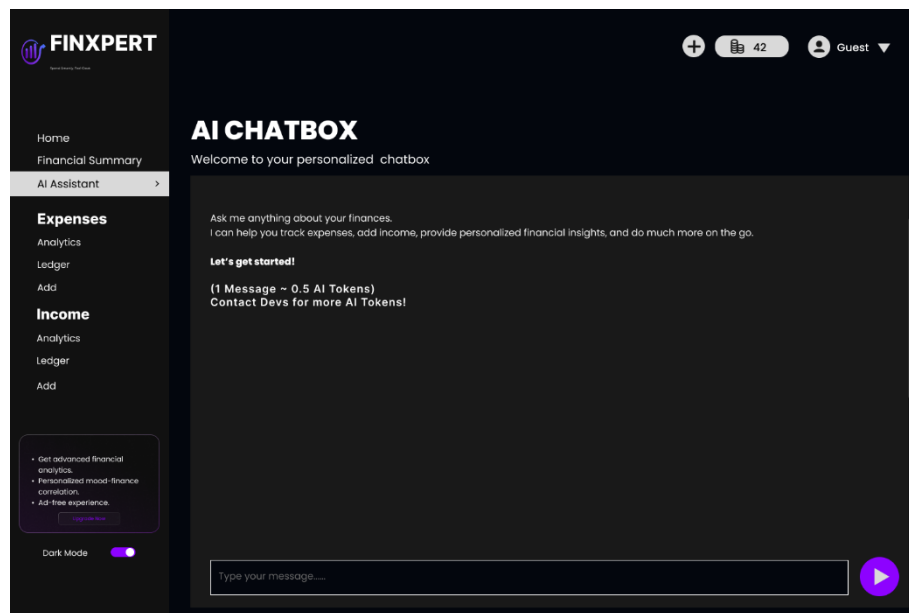 FINXPERT
42
Guest
Home
Financial Summary
AI Assistant >
Expenses
Analytics
Ledger
Add
Income
Analytics
Ledger
Add
• Get advanced financial
analytics.
• Personalized mood-finance
correlation.
• Ad-free experience.
Upgrade Now
Dark Mode
AI CHATBOX
Welcome to your personalized chatbox
Ask me anything about your finances.
I can help you track expenses, add income, provide personalized financial insights, and do much more on the go.
Let's get started!
(1 Message ~ 0.5 AI Tokens)
Contact Devs for more AI Tokens!
Type your message.....